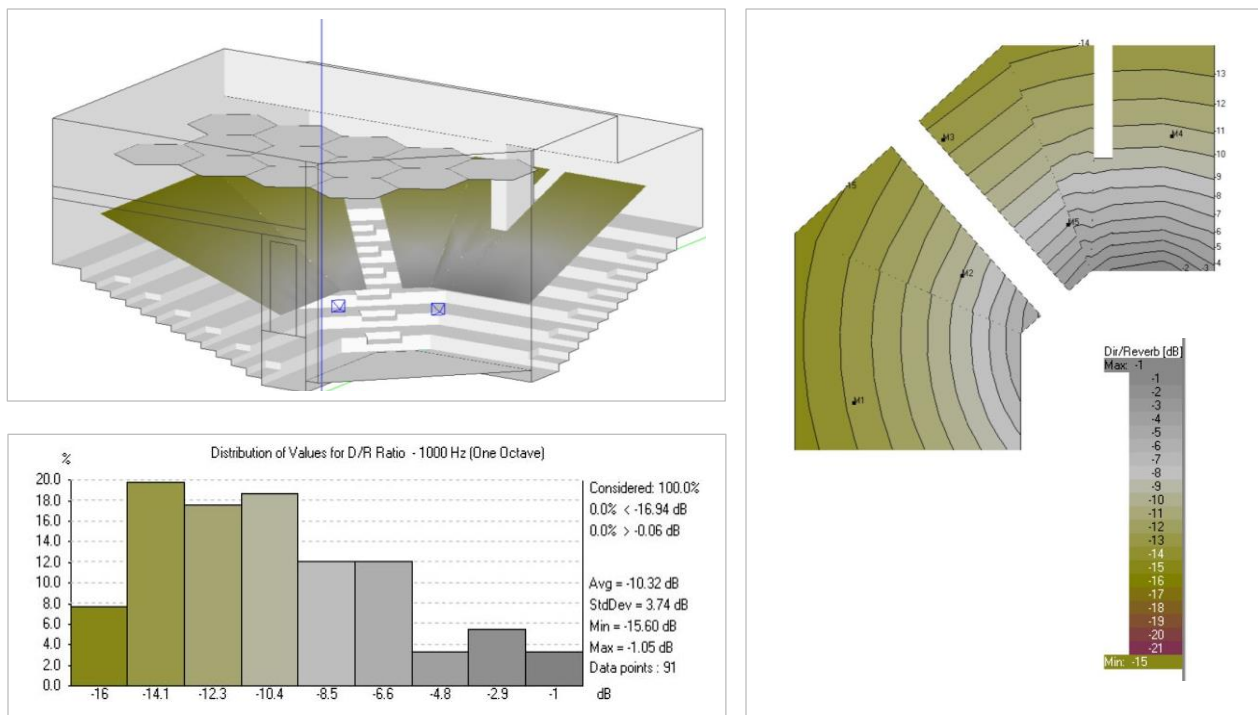 Distribution of Values for D/R Ratio - 1000 Hz (One Octave)
%
20.0
18.0
16.0
14.0
12.0
10.0
8.0
6.0
4.0
2.0
0.0
-16 -14.1 -12.3 -10.4 -8.5 -6.6 -4.8 -2.9 -1 dB
Considered: 100.0%
0.0% < -16.94 dB
0.0% > -0.06 dB
Avg = -10.32 dB
StdDev = 3.74 dB
Min = -15.60 dB
Max = -1.05 dB
Data points : 91
-14
-13
-12
-11
-10
-9
-8
-7
-6
-5
-4
-2 -3
-15
M3
M4
M5
M2
M1
Dir/Reverb [dB]
Max: -1
-1
-2
-3
-4
-5
-6
-7
-8
-9
-10
-11
-12
-13
-14
-15
-16
-17
-18
-19
-20
-21
Min: -15